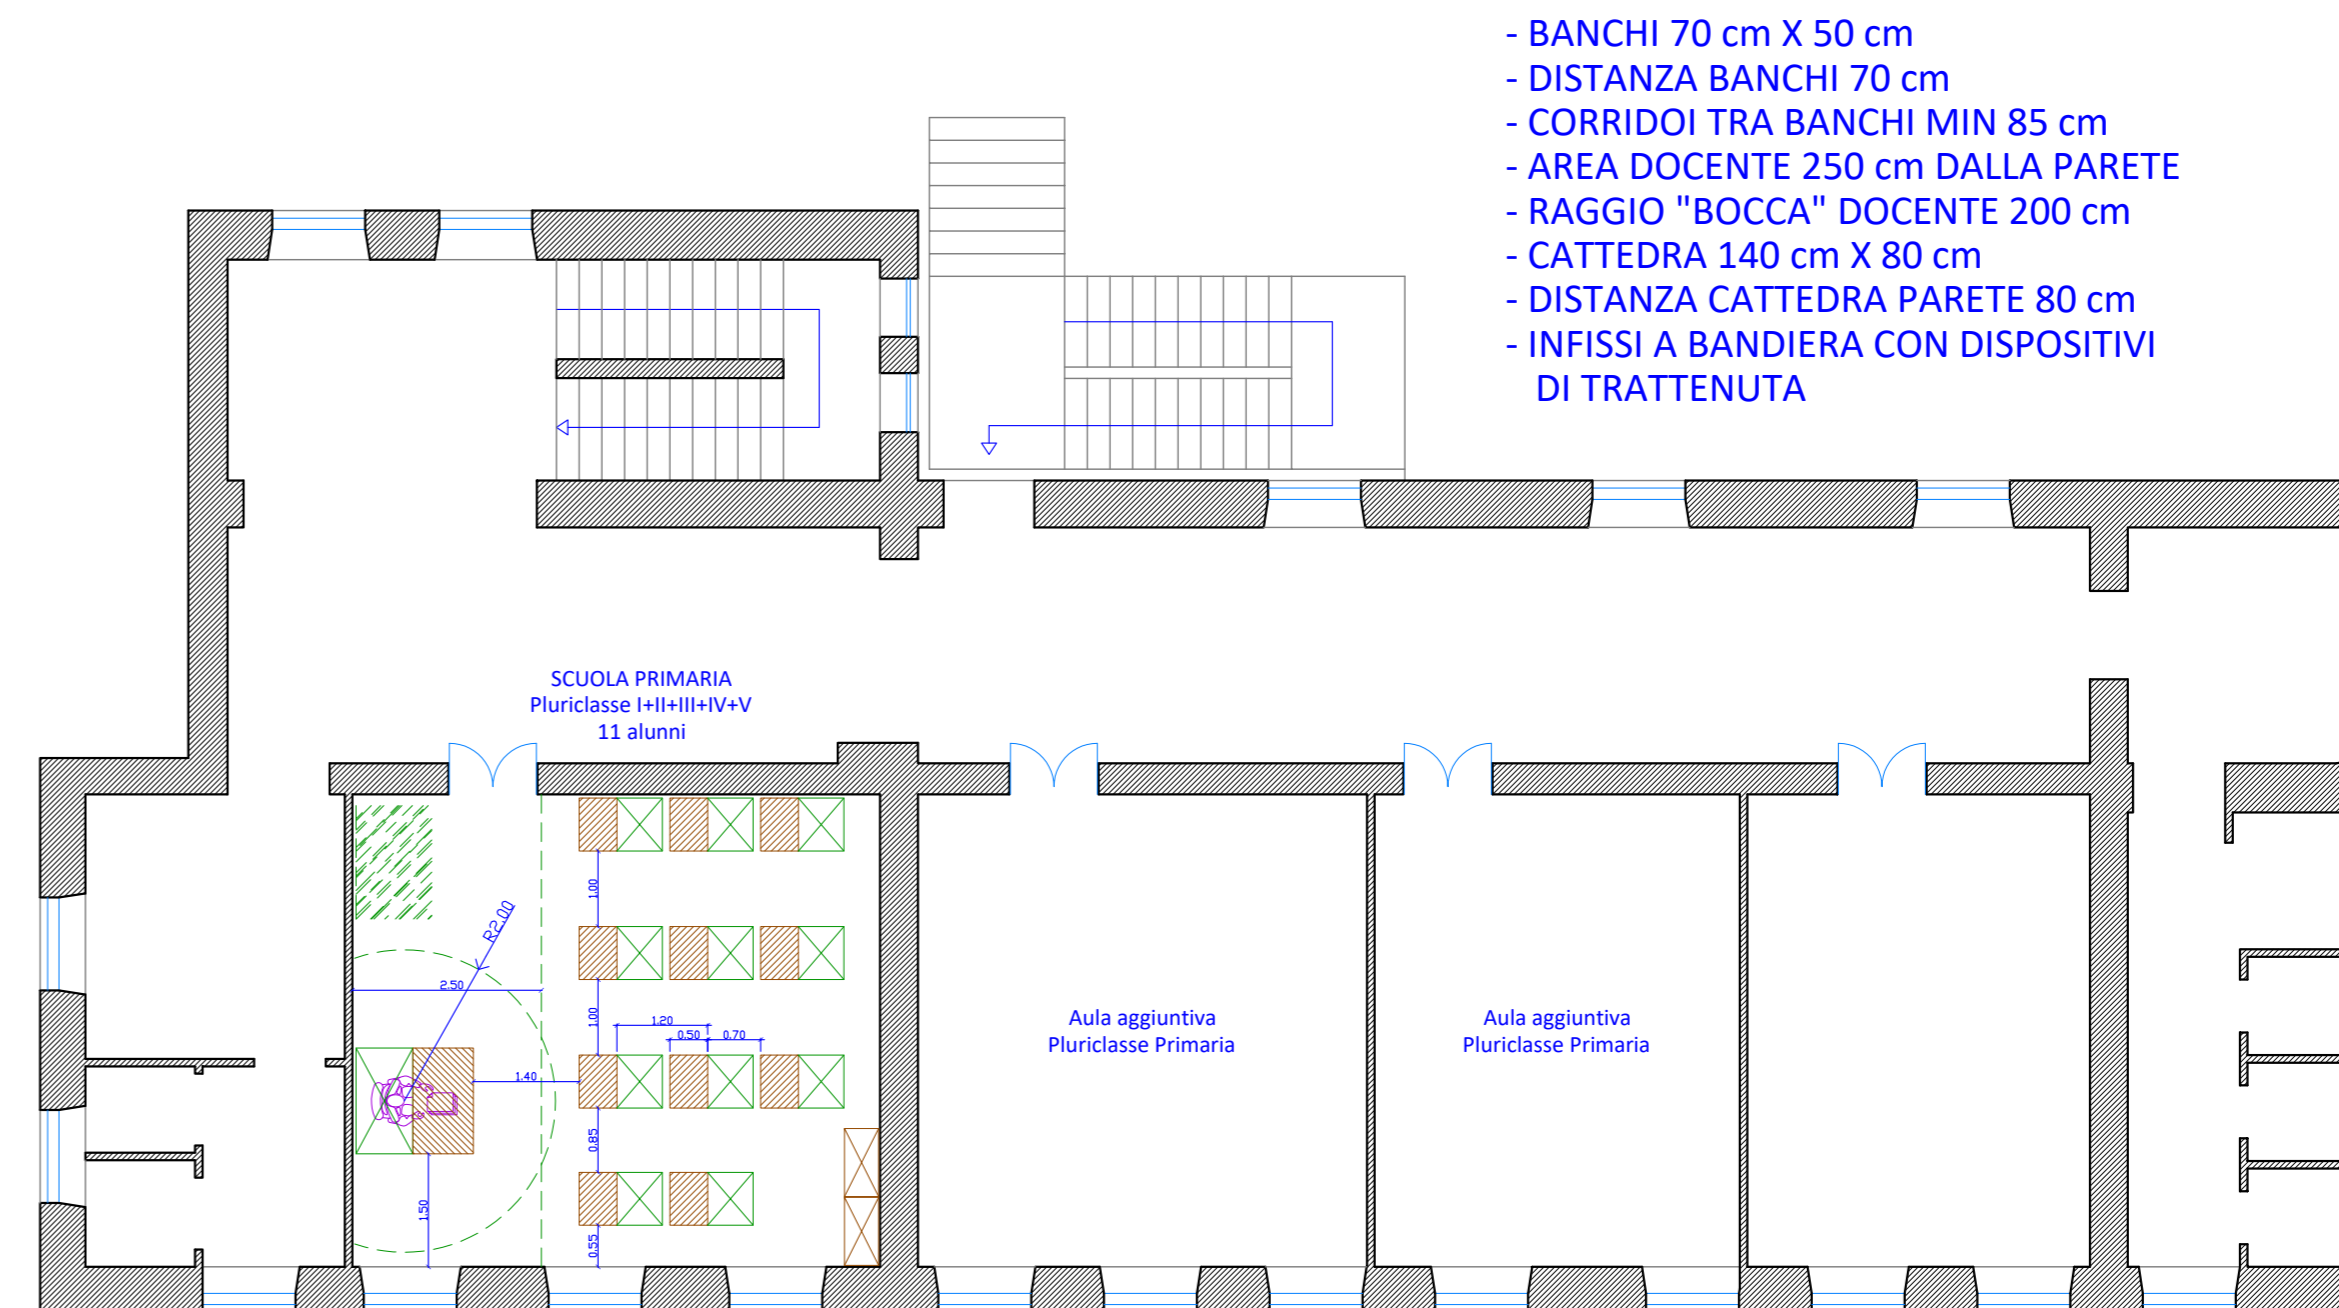 - BANCHI 70 cm X 50 cm
- DISTANZA BANCHI 70 cm
- CORRIDOI TRA BANCHI MIN 85 cm
- AREA DOCENTE 250 cm DALLA PARETE
- RAGGIO "BOCCA" DOCENTE 200 cm
- CATTEDRA 140 cm X 80 cm
- DISTANZA CATTEDRA PARETE 80 cm
- INFISSI A BANDIERA CON DISPOSITIVI
DI TRATTENUTA
SCUOLA PRIMARIA
Pluriclasse I+II+III+IV+V
11 alunni
1.00
R2.00
2.50
1.00
1.20
0.50
0.70
1.40
0.85
1.50
0.55
Aula aggiuntiva
Pluriclasse Primaria
Aula aggiuntiva
Pluriclasse Primaria